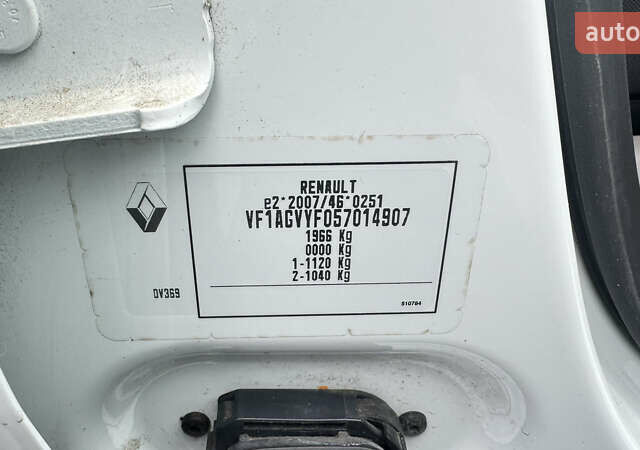 auto
RENAULT
e2*2007/46*0251
VF1AGVYF057014907
1966 Kg
0000 Kg
1-1120 Kg
2-1040 Kg
DV369
510784